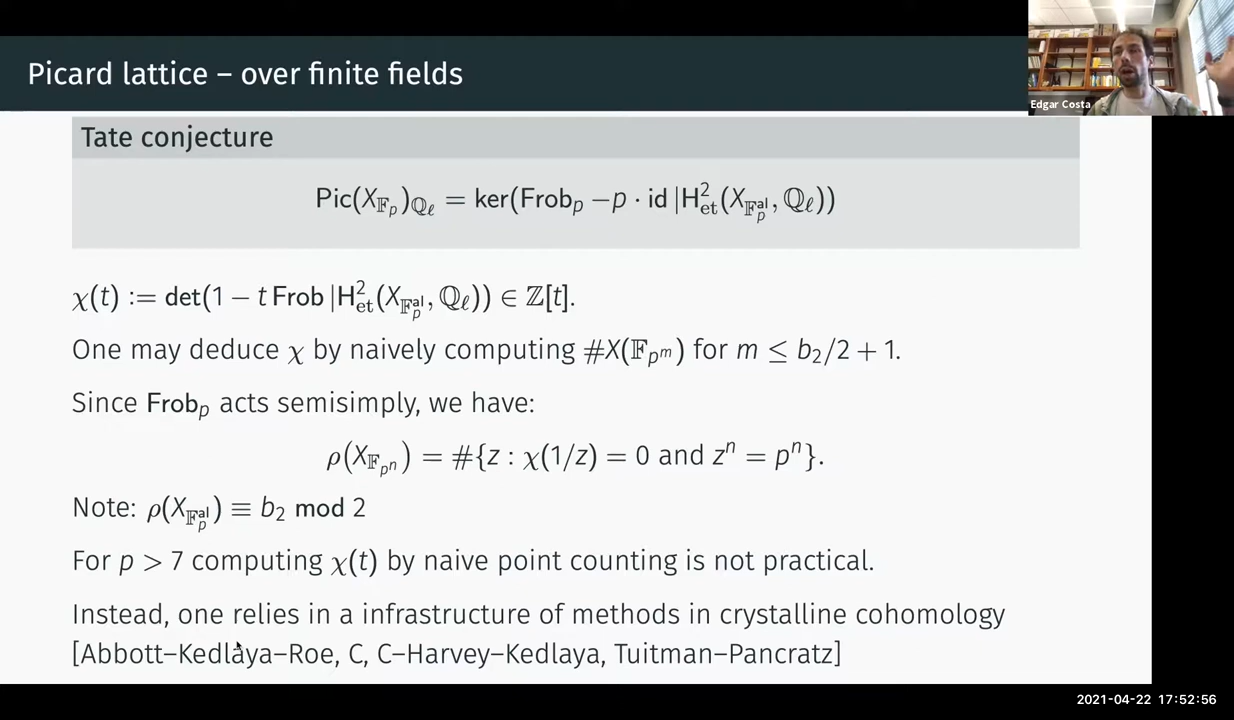 Picard lattice – over finite fields
Edgar Costa
Tate conjecture
Pic(X_{𝔽_p})_{ℚ_ℓ} = ker(Frob_p −p · id |H²_et(X_{𝔽_p^al}, ℚ_ℓ))
χ(t) := det(1 − t Frob |H²_et(X_{𝔽_p^al}, ℚ_ℓ)) ∈ ℤ[t].
One may deduce χ by naively computing #X(𝔽_{p^m}) for m ≤ b₂/2 + 1.
Since Frob_p acts semisimply, we have:
ρ(X_{𝔽_{p^n}}) = #{z : χ(1/z) = 0 and z^n = p^n}.
Note: ρ(X_{𝔽_p^al}) ≡ b₂ mod 2
For p > 7 computing χ(t) by naive point counting is not practical.
Instead, one relies in a infrastructure of methods in crystalline cohomology
[Abbott–Kedlaya–Roe, C, C–Harvey–Kedlaya, Tuitman–Pancratz]
2021-04-22 17:52:56